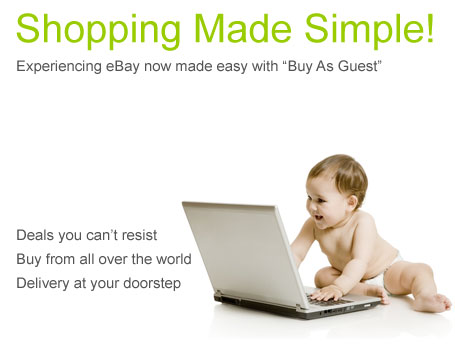 Shopping Made Simple!
Experiencing eBay now made easy with “Buy As Guest”
Deals you can’t resist
Buy from all over the world
Delivery at your doorstep